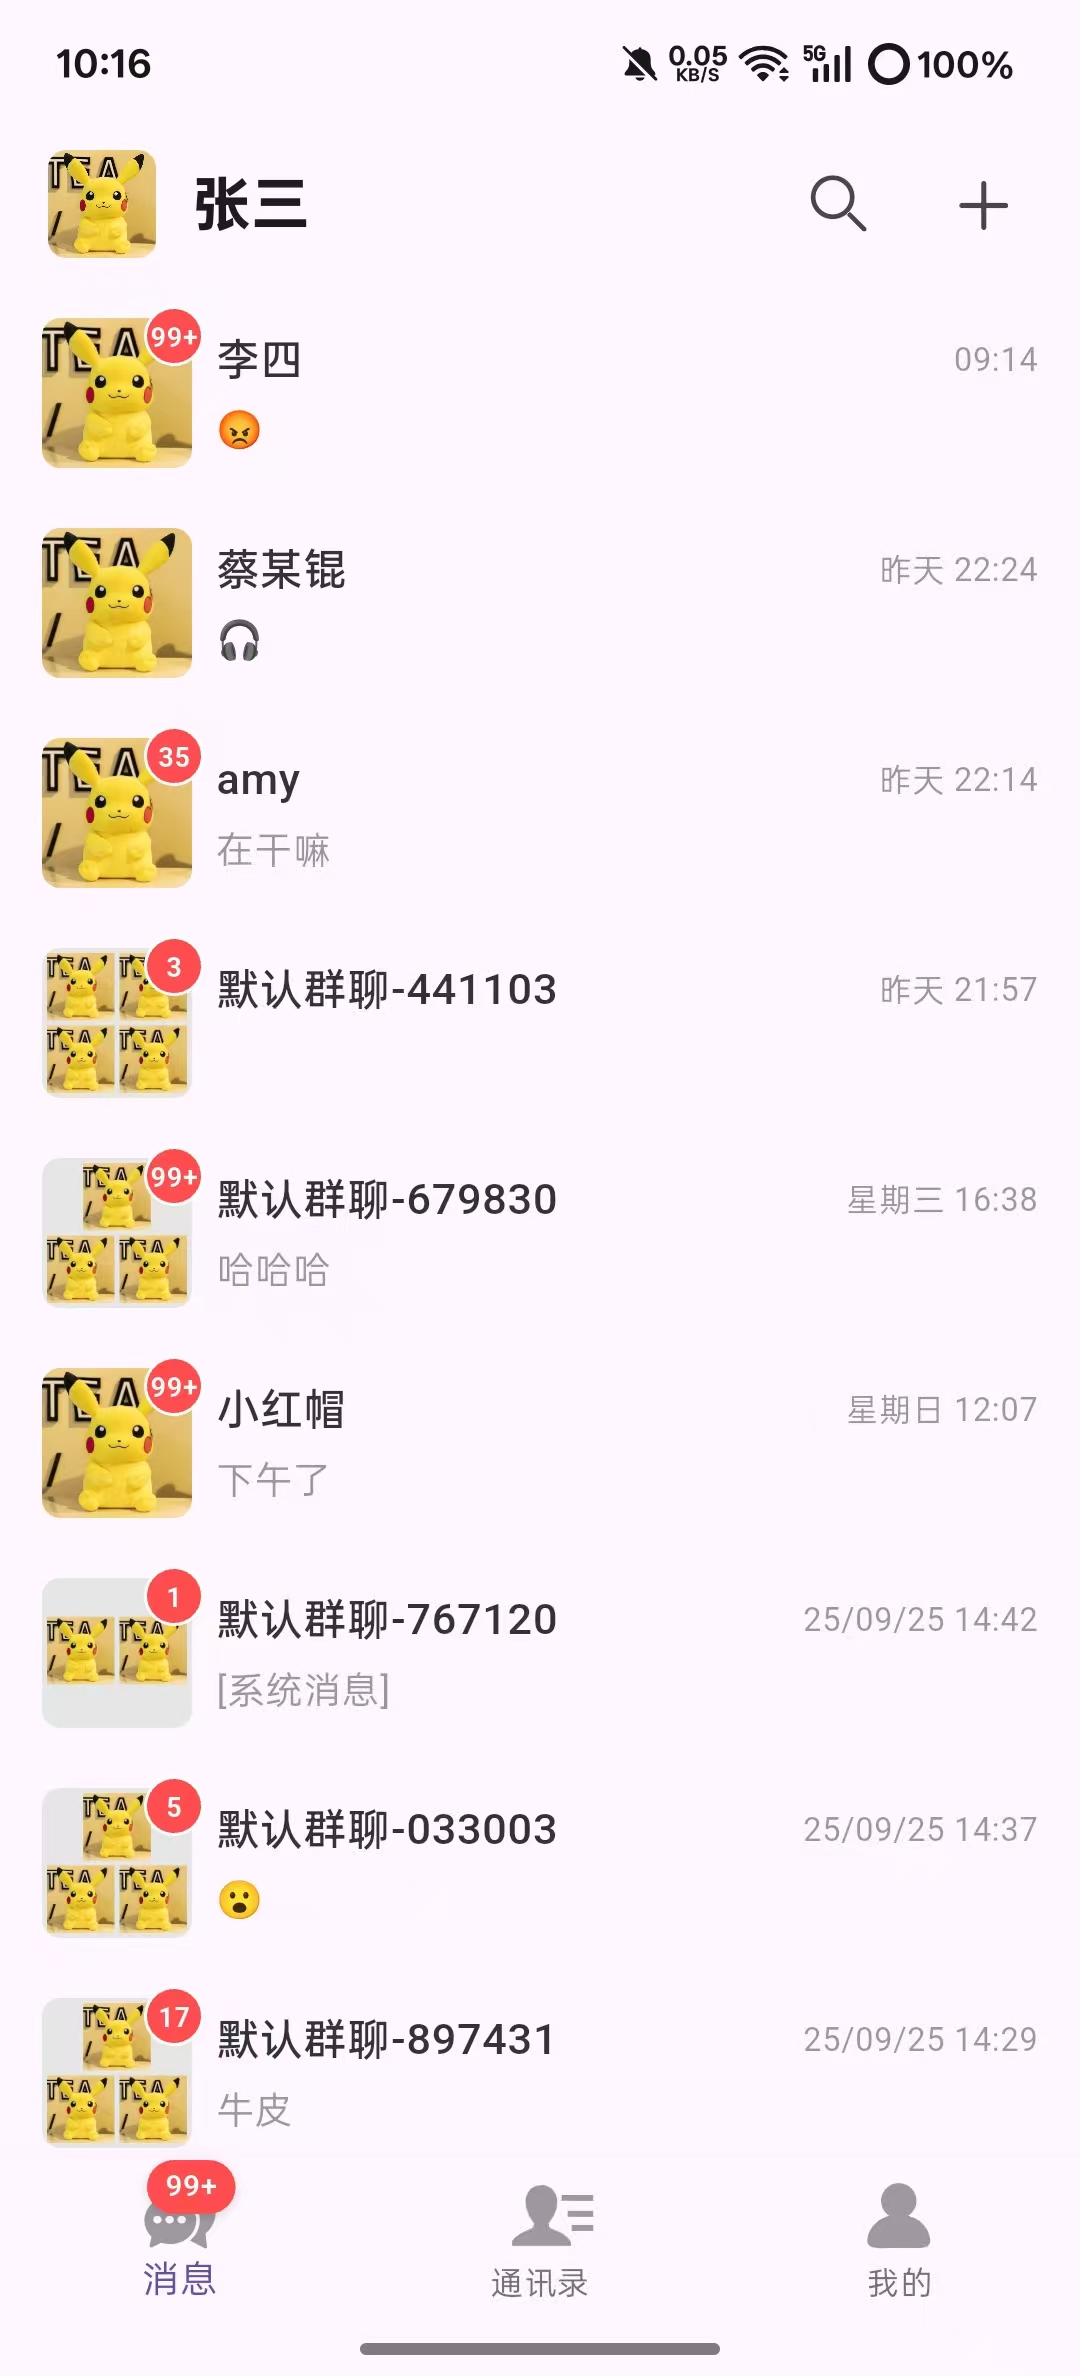 10:16 0.05 KB/S 5G 100%
张三
99+ 李四 09:14
😡
蔡某锟 昨天 22:24
🎧
35 amy 昨天 22:14
在干嘛
3 默认群聊-441103 昨天 21:57
99+ 默认群聊-679830 星期三 16:38
哈哈哈
99+ 小红帽 星期日 12:07
下午了
1 默认群聊-767120 25/09/25 14:42
[系统消息]
5 默认群聊-033003 25/09/25 14:37
😮
17 默认群聊-897431 25/09/25 14:29
牛皮
99+
消息 通讯录 我的